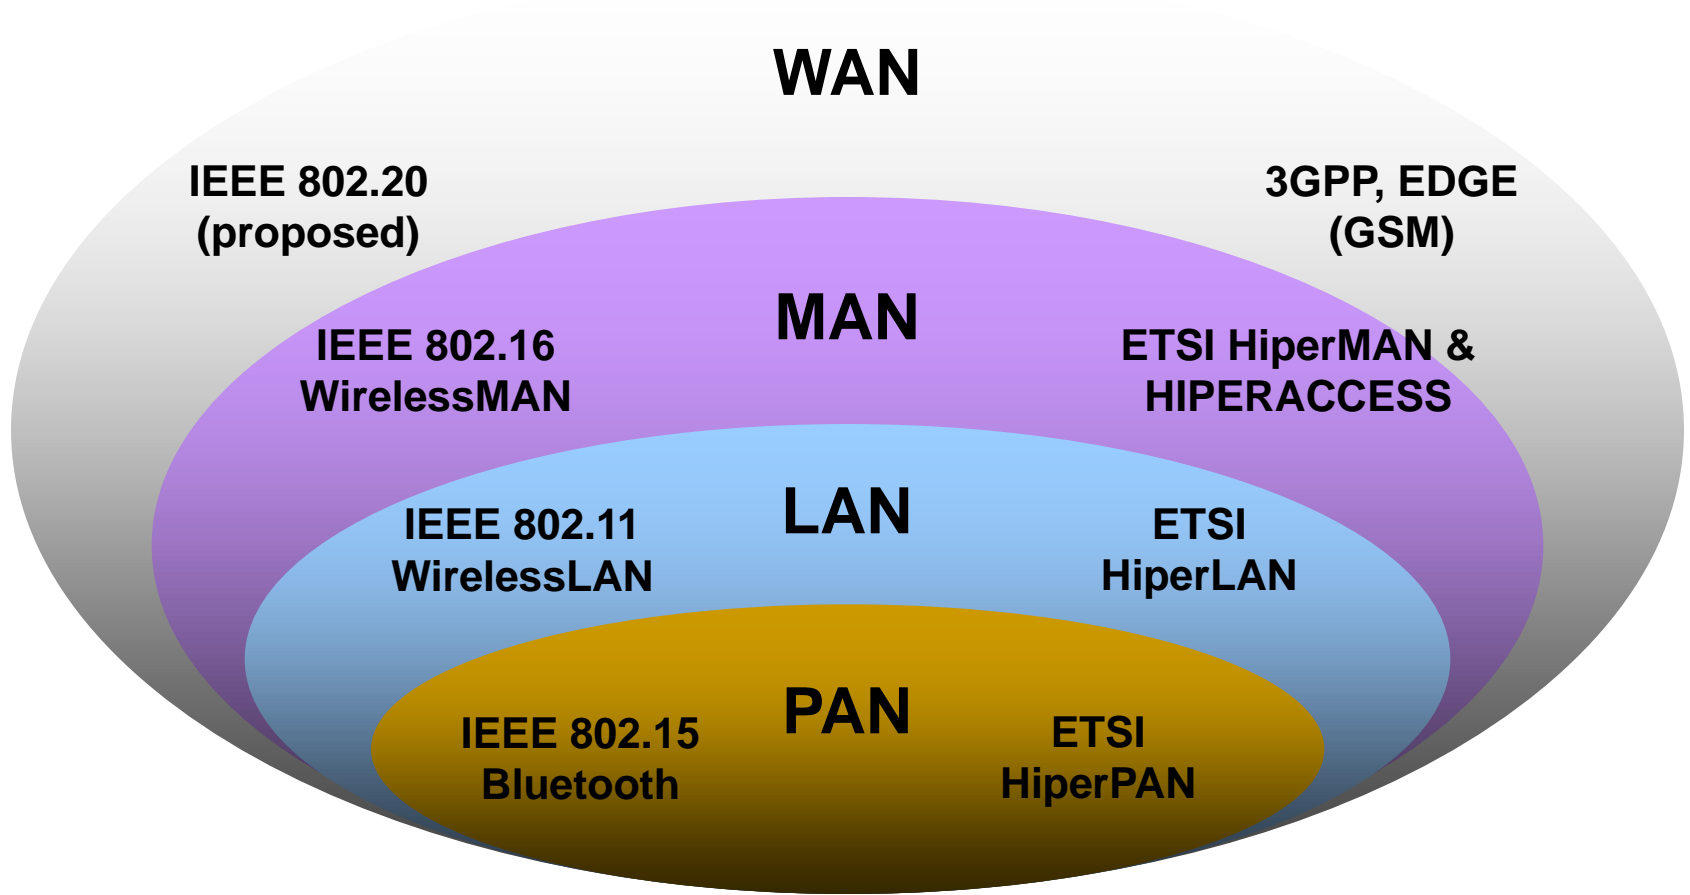 WAN
IEEE 802.20
(proposed)
3GPP, EDGE
(GSM)
MAN
IEEE 802.16
WirelessMAN
ETSI HiperMAN &
HIPERACCESS
LAN
IEEE 802.11
WirelessLAN
ETSI
HiperLAN
PAN
IEEE 802.15
Bluetooth
ETSI
HiperPAN